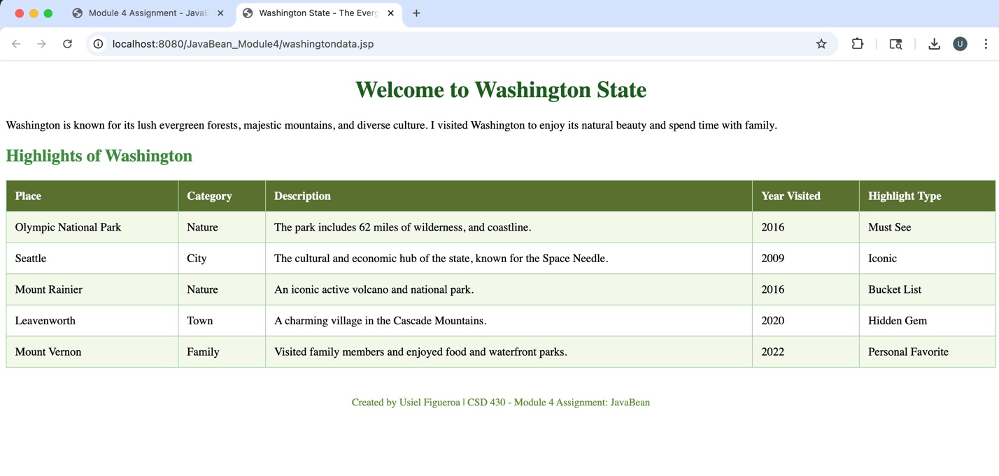 Module 4 Assignment - JavaB
Washington State - The Everg
localhost:8080/JavaBean_Module4/washingtondata.jsp
U
Welcome to Washington State
Washington is known for its lush evergreen forests, majestic mountains, and diverse culture. I visited Washington to enjoy its natural beauty and spend time with family.
Highlights of Washington
Place Category Description Year Visited Highlight Type
Olympic National Park Nature The park includes 62 miles of wilderness, and coastline. 2016 Must See
Seattle City The cultural and economic hub of the state, known for the Space Needle. 2009 Iconic
Mount Rainier Nature An iconic active volcano and national park. 2016 Bucket List
Leavenworth Town A charming village in the Cascade Mountains. 2020 Hidden Gem
Mount Vernon Family Visited family members and enjoyed food and waterfront parks. 2022 Personal Favorite
Created by Usiel Figueroa | CSD 430 - Module 4 Assignment: JavaBean